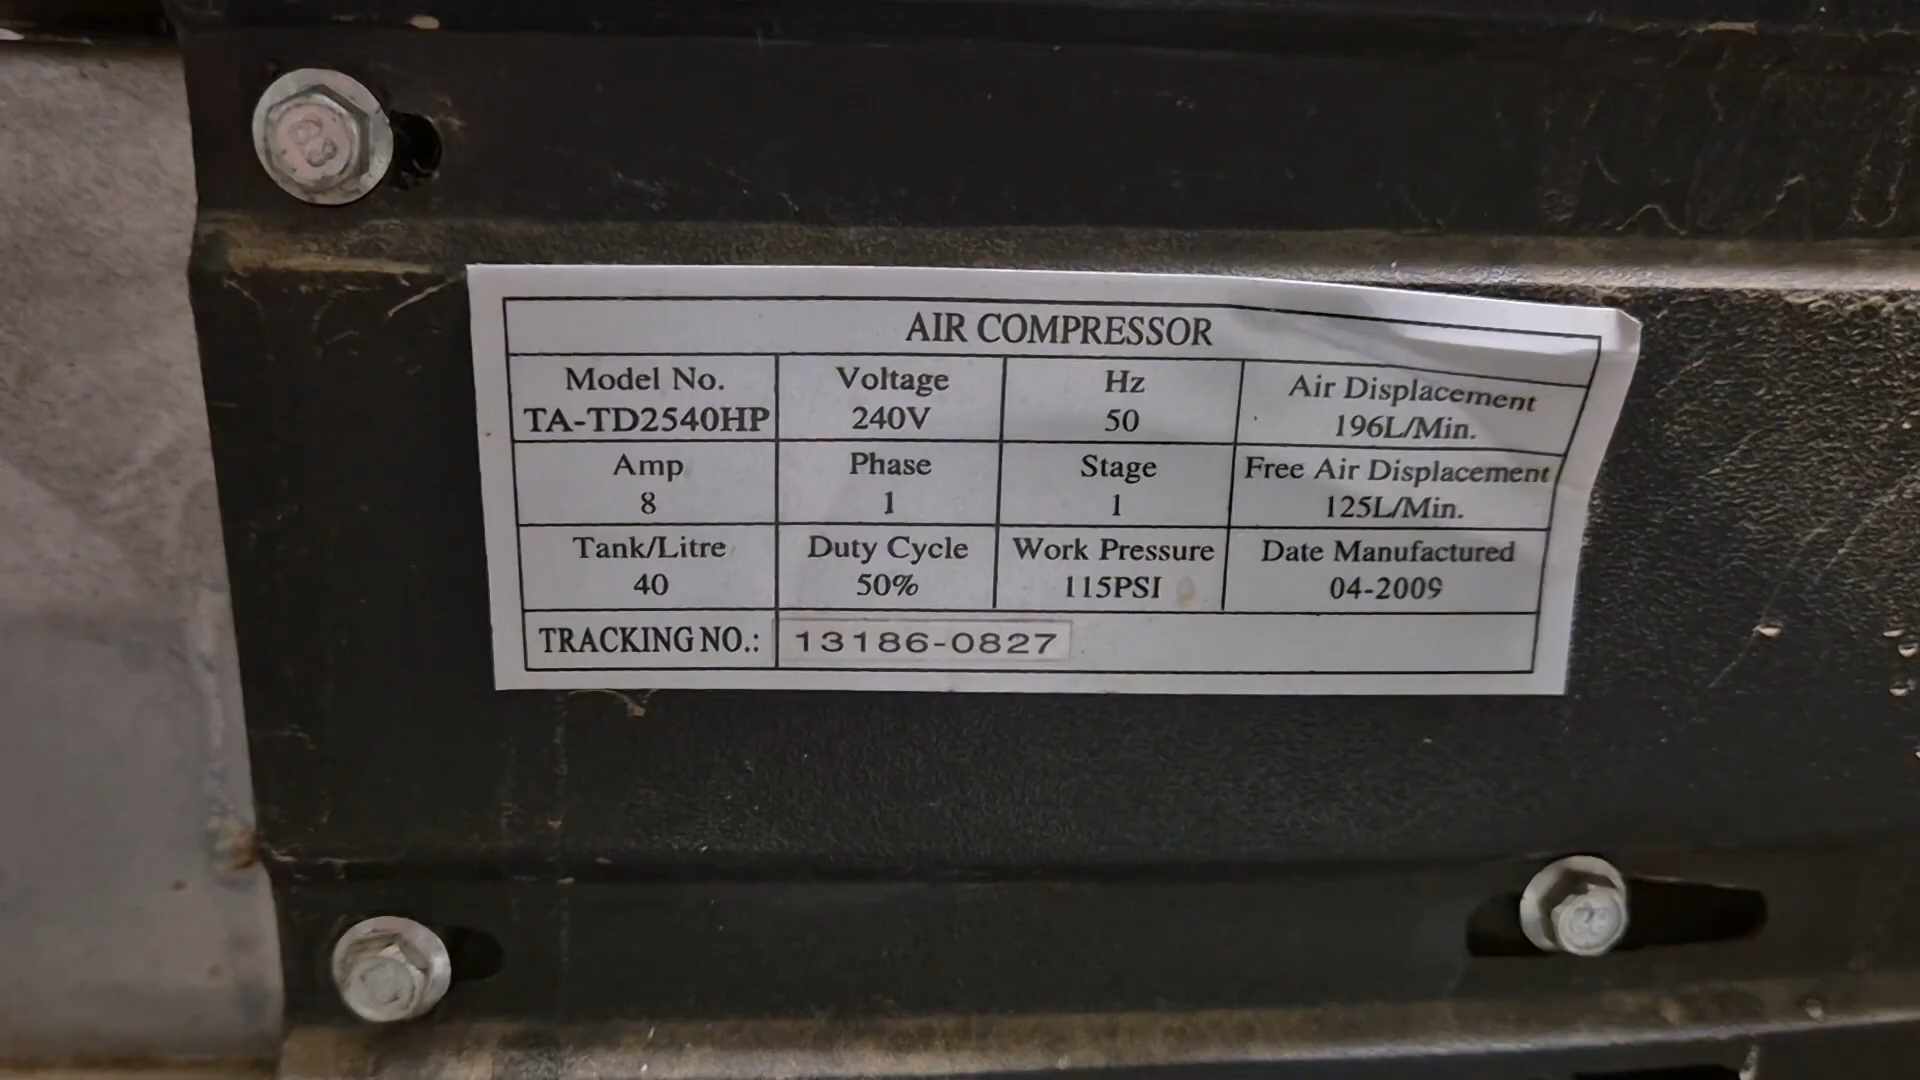 AIR COMPRESSOR
Model No. Voltage Hz Air Displacement
TA-TD2540HP 240V 50 196L/Min.
Amp Phase Stage Free Air Displacement
8 1 1 125L/Min.
Tank/Litre Duty Cycle Work Pressure Date Manufactured
40 50% 115PSI 04-2009
TRACKING NO.: 13186-0827